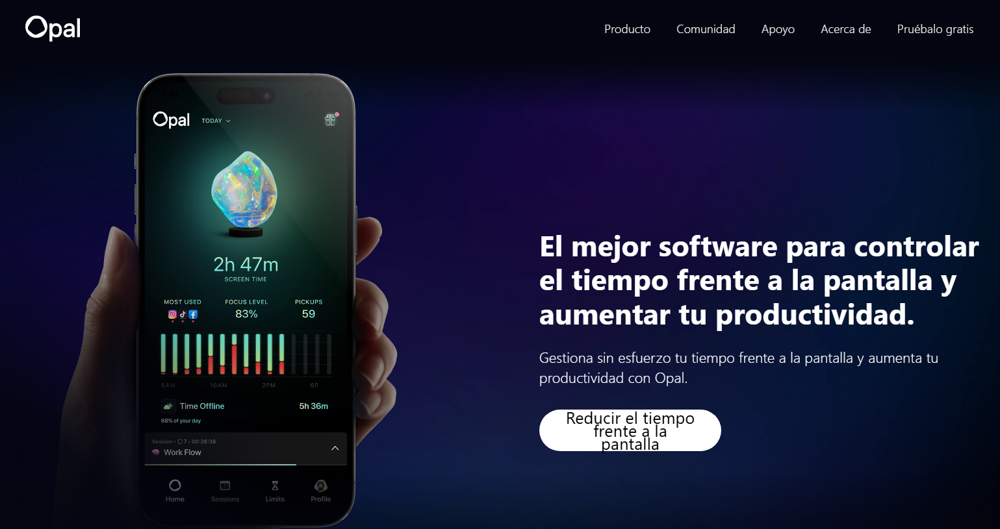 Opal
Producto Comunidad Apoyo Acerca de Pruébalo gratis
Opal TODAY
2h 47m
SCREEN TIME
MOST USED FOCUS LEVEL PICKUPS
83% 59
6AM 10AM 2PM 6P
Time Offline 5h 36m
68% of your day
Session • 7 • 00:26:36
Work Flow
Home Sessions Limits Profile
El mejor software para controlar
el tiempo frente a la pantalla y
aumentar tu productividad.
Gestiona sin esfuerzo tu tiempo frente a la pantalla y aumenta tu
productividad con Opal.
Reducir el tiempo
frente a la
pantalla